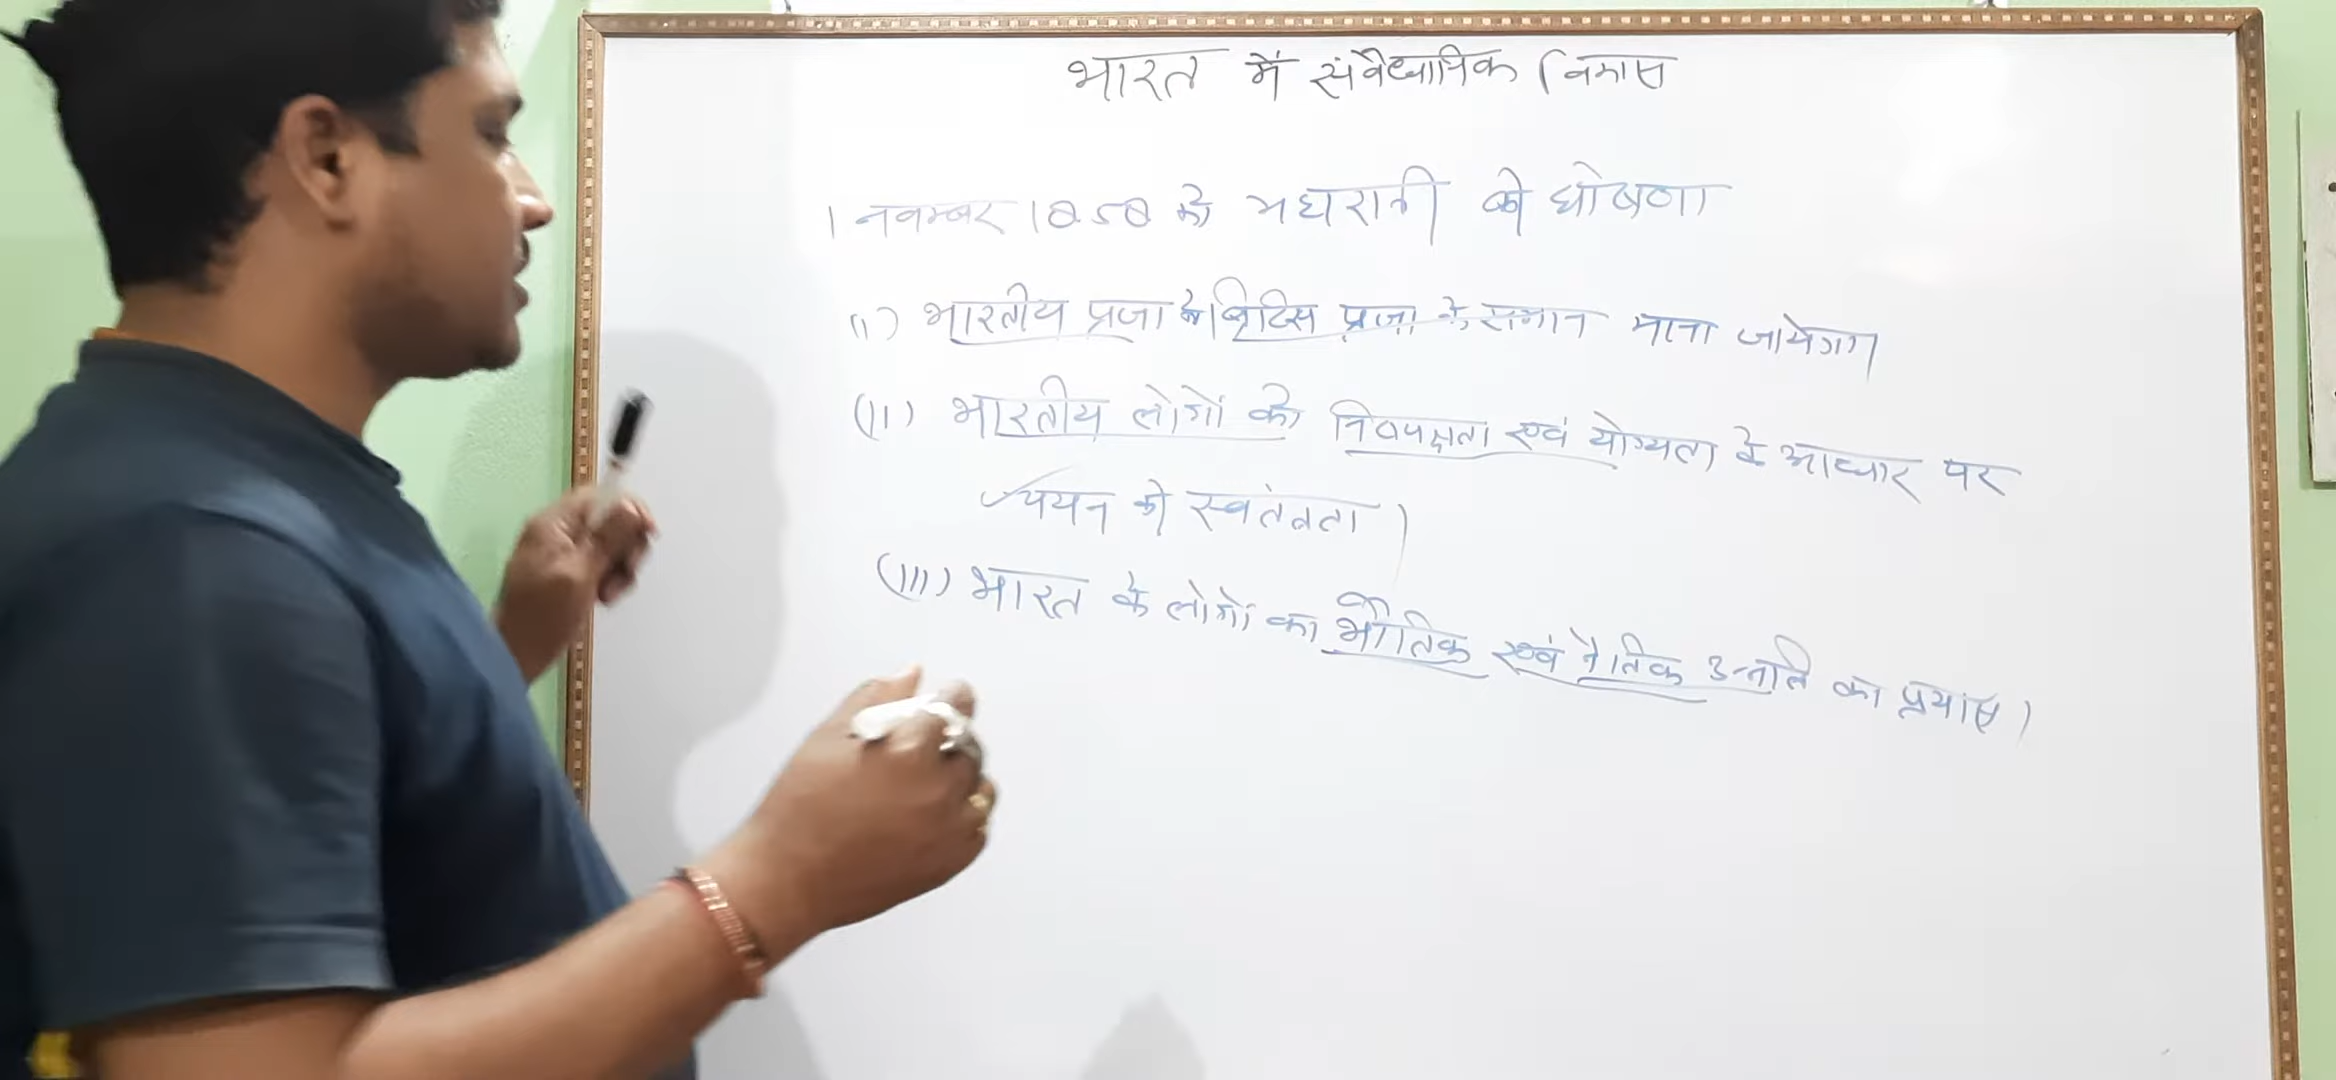 भारत में संवैधानिक विकास
1 नवम्बर 1858 को महारानी की घोषणा
(i) भारतीय प्रजा को ब्रिटिस प्रजा के समान माना जायेगा
(ii) भारतीय लोगों को निष्पक्षता एवं योग्यता के आधार पर
चयन की स्वतंत्रता।
(iii) भारत के लोगों का भौतिक एवं नैतिक उन्नति का प्रयास।